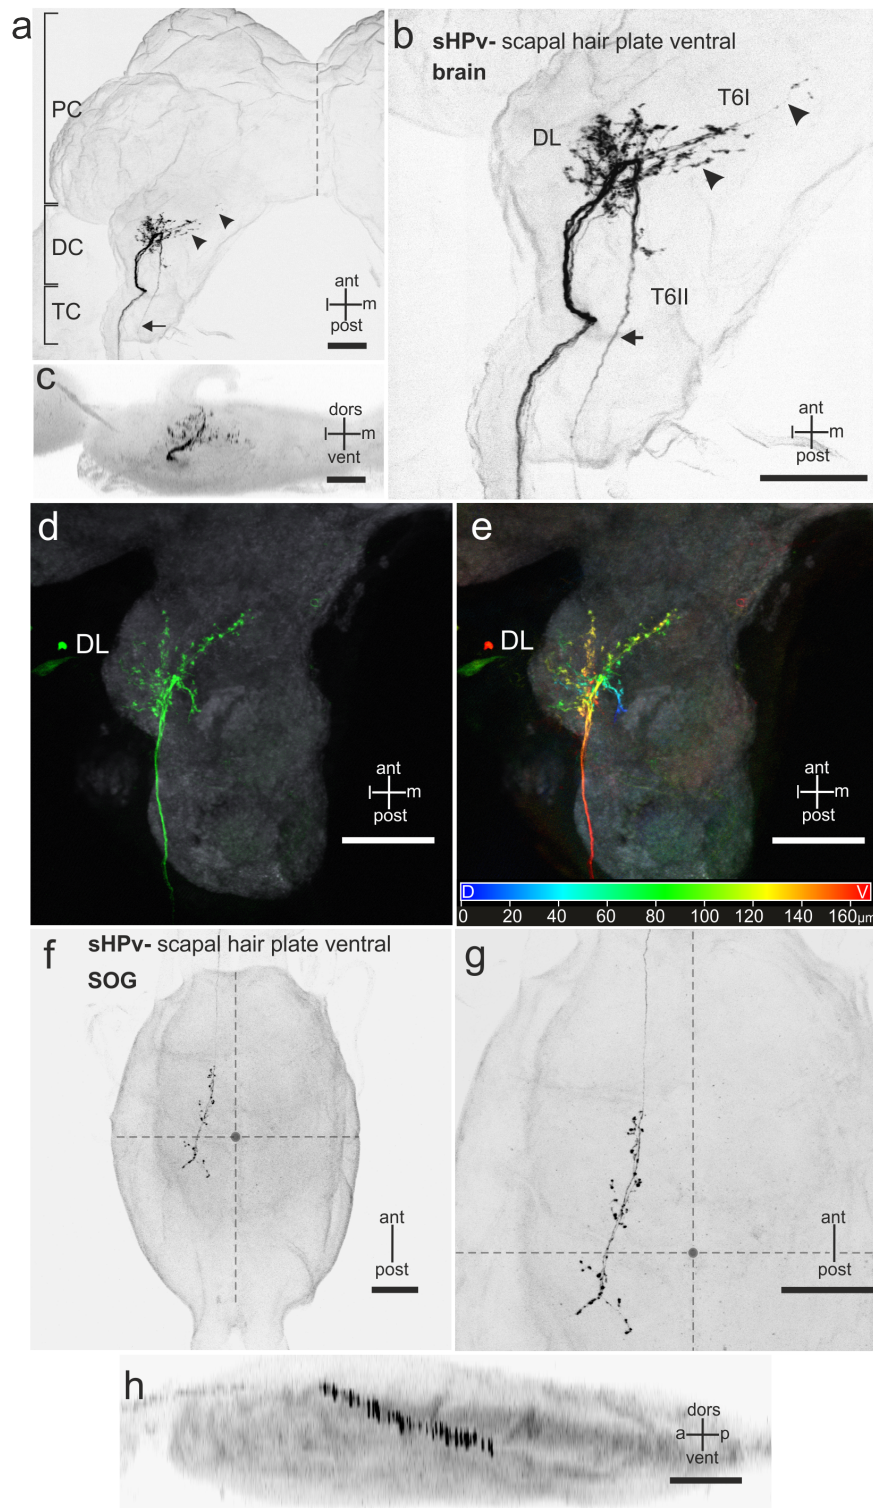 a
PC
DC
TC
ant
l m
post
b
sHPv- scapal hair plate ventral
brain
T6I
DL
T6II
ant
l m
post
c
dors
l m
vent
d
DL
ant
l m
post
e
DL
ant
l m
post
D V
0 20 40 60 80 100 120 140 160µm
f
sHPv- scapal hair plate ventral
SOG
ant
post
g
ant
post
h
dors
a p
vent